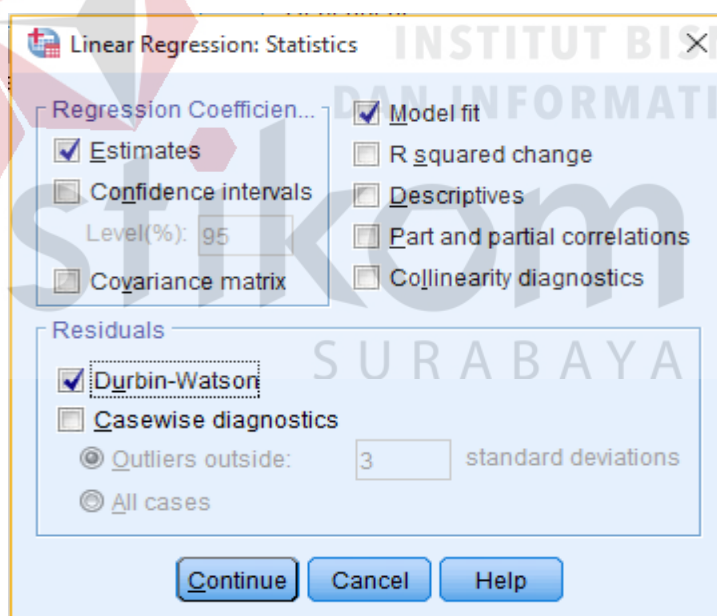 Linear Regression: Statistics
INSTITUT BISI
DAN INFORMATI
Regression Coefficien...
Estimates
Confidence intervals
Level(%): 95
Covariance matrix
Model fit
R squared change
Descriptives
Part and partial correlations
Collinearity diagnostics
stikom
SURABAYA
Residuals
Durbin-Watson
Casewise diagnostics
Outliers outside: 3 standard deviations
All cases
Continue Cancel Help